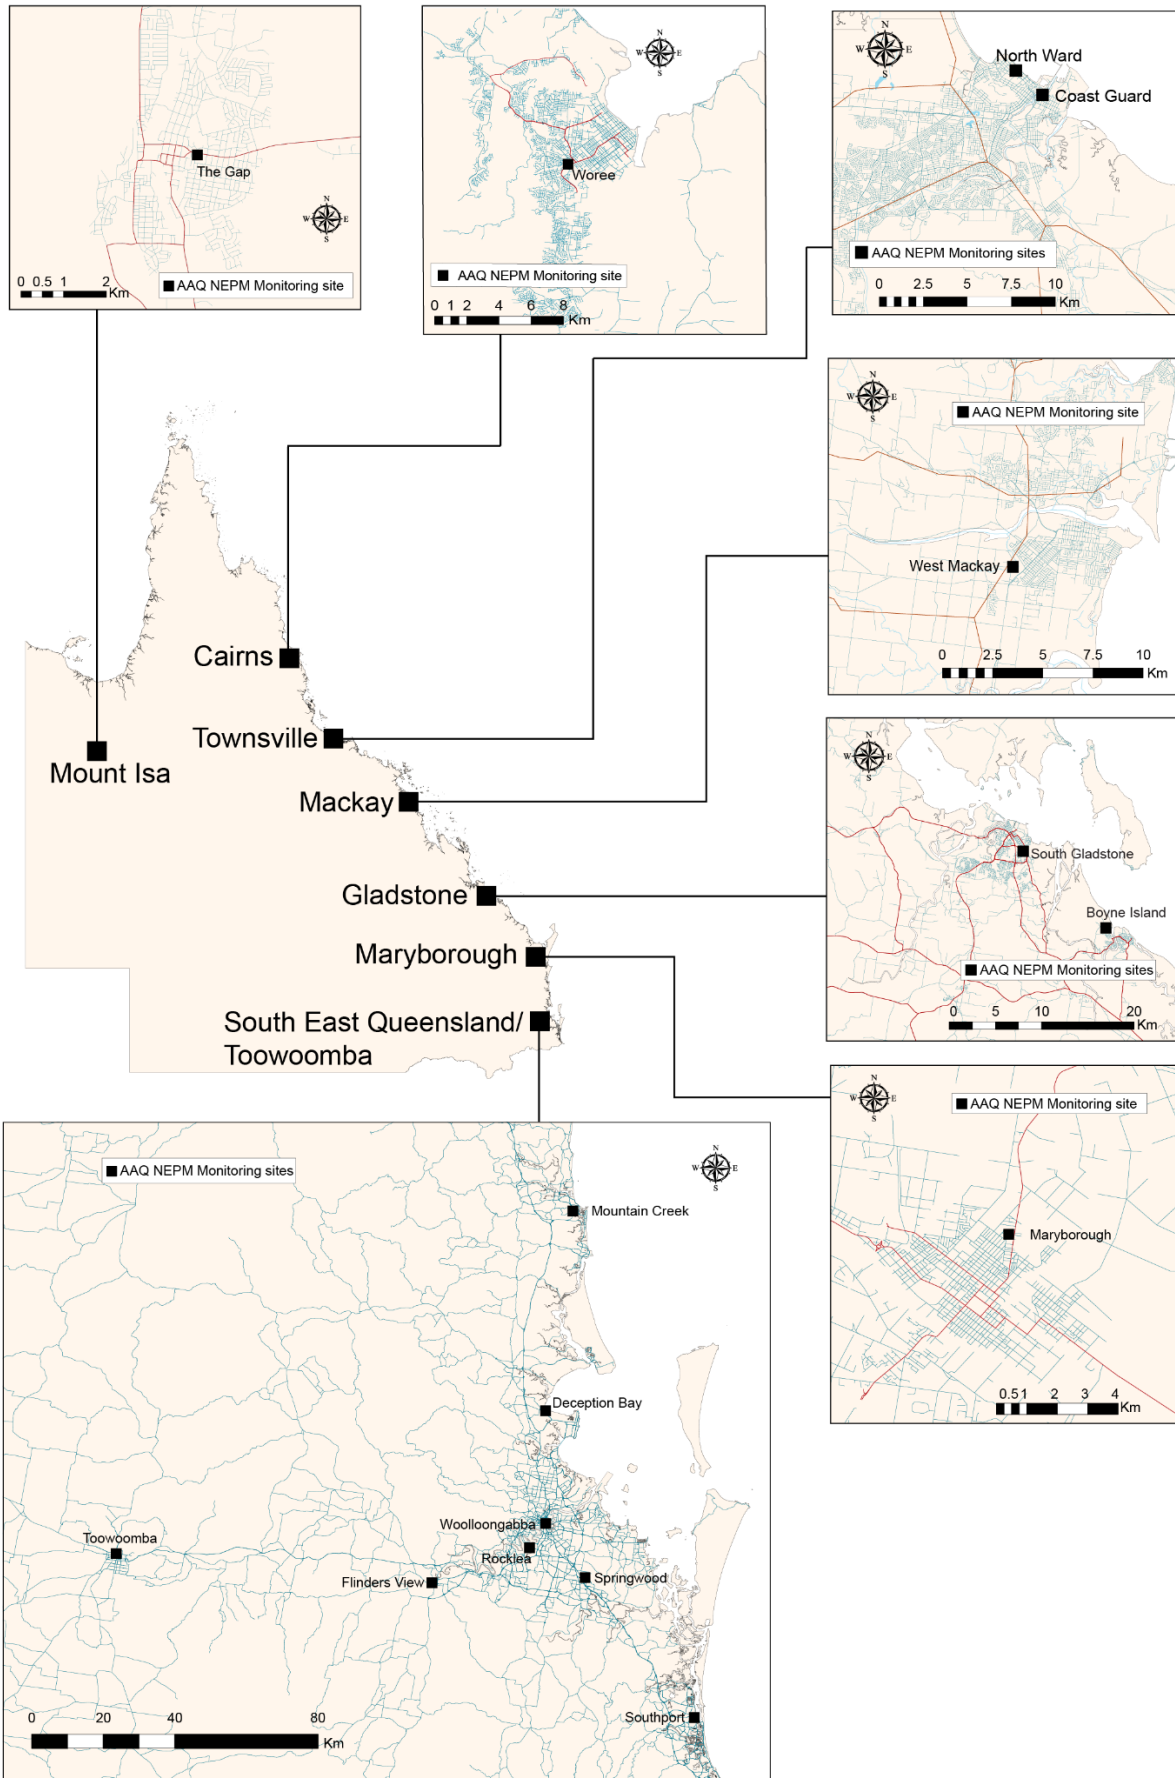 N
W E
S
The Gap
0 0.5 1 2
Km
AAQ NEPM Monitoring site
N
W E
S
Woree
AAQ NEPM Monitoring site
0 1 2 4 6 8
Km
N
W E
S
North Ward
Coast Guard
AAQ NEPM Monitoring sites
0 2.5 5 7.5 10
Km
N
W E
S
AAQ NEPM Monitoring site
West Mackay
0 2.5 5 7.5 10
Km
Cairns
Townsville
Mount Isa
Mackay
Gladstone
Maryborough
South East Queensland/
Toowoomba
N
W E
S
South Gladstone
Boyne Island
AAQ NEPM Monitoring sites
0 5 10 20
Km
N
W E
S
AAQ NEPM Monitoring site
Maryborough
0.5 1 2 3 4
Km
AAQ NEPM Monitoring sites
N
W E
S
Mountain Creek
Deception Bay
Woolloongabba
Toowoomba
Rocklea
Flinders View
Springwood
Southport
0 20 40 80
Km